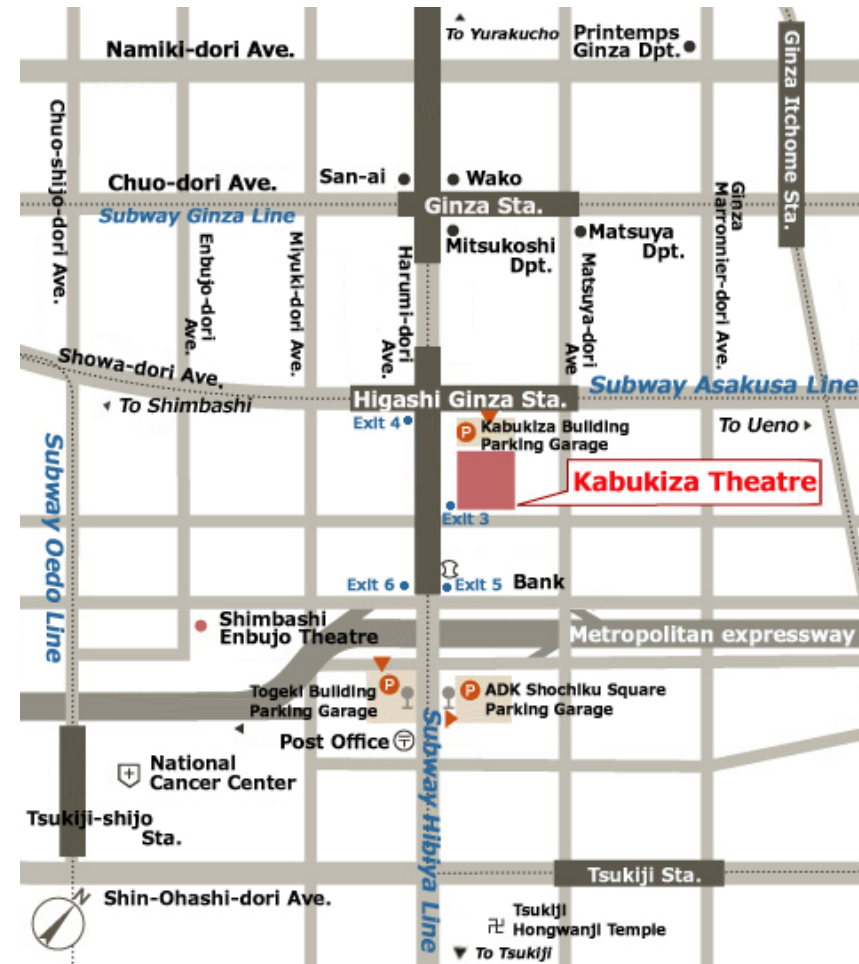 To Yurakucho
Printemps
Ginza Dpt.
Namiki-dori Ave.
Ginza Itchome Sta.
Chuo-shijo-dori Ave.
San-ai
Wako
Chuo-dori Ave.
Ginza Sta.
Subway Ginza Line
Mitsukoshi
Dpt.
Matsuya
Dpt.
Ginza
Marronnier-dori Ave.
Enbujo-dori
Ave.
Miyuki-dori Ave.
Harumi-dori
Ave.
Matsuya-dori
Ave
Showa-dori Ave.
To Shimbashi
Higashi Ginza Sta.
Subway Asakusa Line
Exit 4
P
Kabukiza Building
Parking Garage
To Ueno
Kabukiza Theatre
Exit 3
Subway Oedo Line
Exit 6
Exit 5
Bank
Shimbashi
Enbujo Theatre
Metropolitan expressway
Togeki Building
Parking Garage
P
P
ADK Shochiku Square
Parking Garage
Post Office
〒
National
Cancer Center
Subway Hibiya Line
Tsukiji-shijo
Sta.
Tsukiji Sta.
N
Shin-Ohashi-dori Ave.
卍
Tsukiji
Hongwanji Temple
To Tsukiji